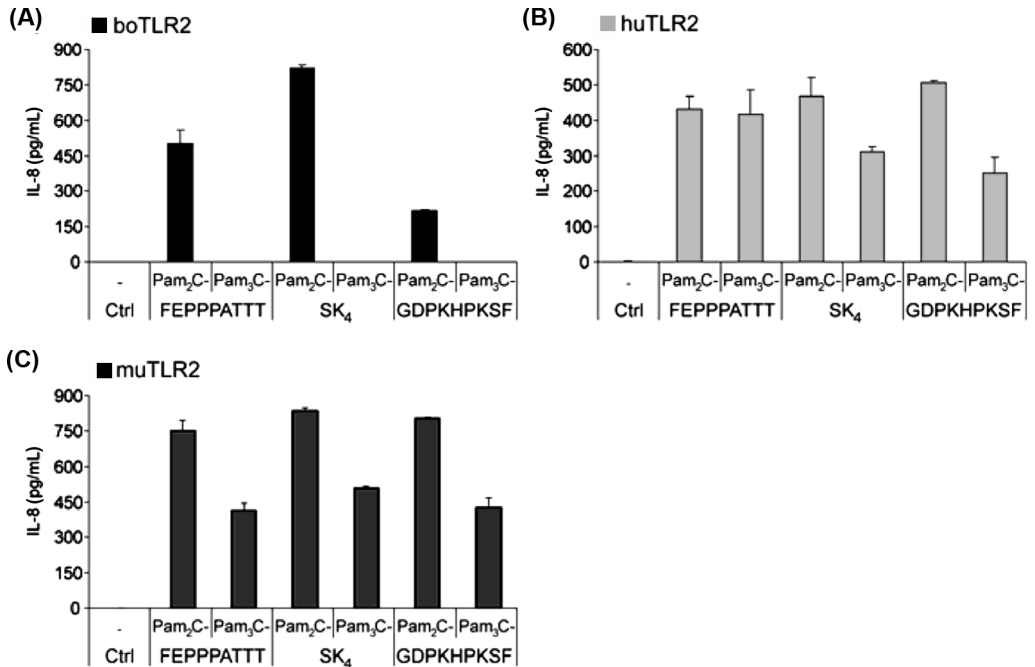 (A)
boTLR2
IL-8 (pg/mL)
900
750
600
450
300
150
0
- Pam₂C- Pam₃C- Pam₂C- Pam₃C- Pam₂C- Pam₃C-
Ctrl FEPPPATTT SK₄ GDPKHPKSF
(B)
huTLR2
IL-8 (pg/mL)
600
500
400
300
200
100
0
- Pam₂C- Pam₃C- Pam₂C- Pam₃C- Pam₂C- Pam₃C-
Ctrl FEPPPATTT SK₄ GDPKHPKSF
(C)
muTLR2
IL-8 (pg/mL)
900
750
600
450
300
150
0
- Pam₂C- Pam₃C- Pam₂C- Pam₃C- Pam₂C- Pam₃C-
Ctrl FEPPPATTT SK₄ GDPKHPKSF